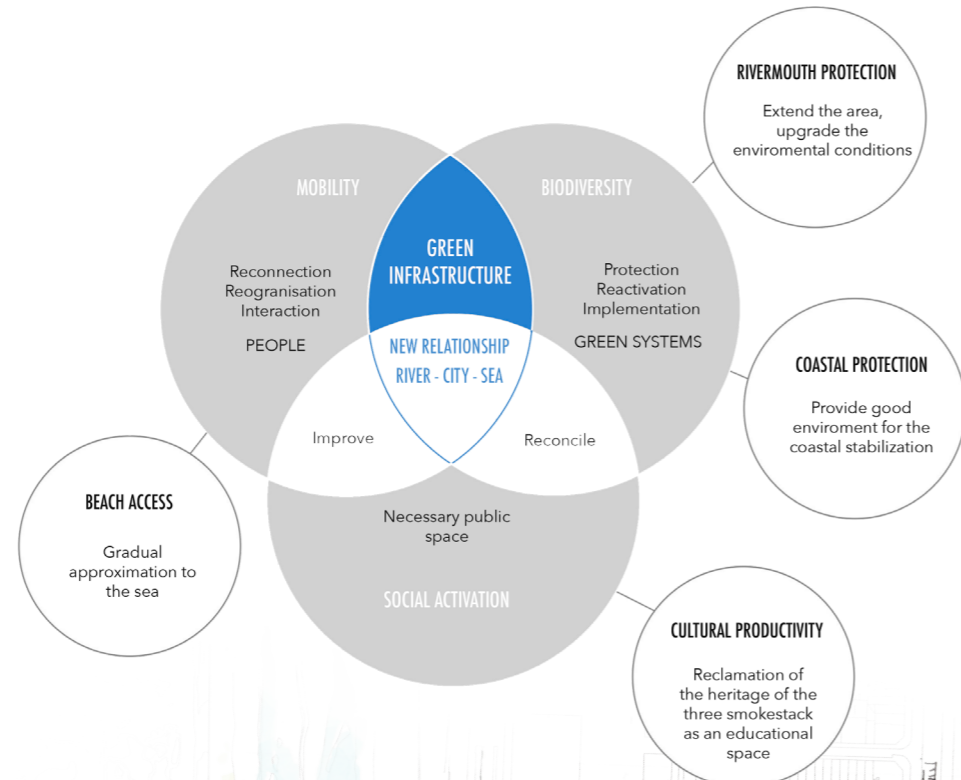 RIVERMOUTH PROTECTION
Extend the area,
upgrade the
enviromental conditions
MOBILITY
BIODIVERSITY
GREEN
INFRASTRUCTURE
Reconnection
Reogranisation
Interaction
PEOPLE
Protection
Reactivation
Implementation
GREEN SYSTEMS
NEW RELATIONSHIP
RIVER - CITY - SEA
COASTAL PROTECTION
Provide good
enviroment for the
coastal stabilization
Improve
Reconcile
BEACH ACCESS
Gradual
approximation to
the sea
Necessary public
space
SOCIAL ACTIVATION
CULTURAL PRODUCTIVITY
Reclamation of
the heritage of the
three smokestack
as an educational
space